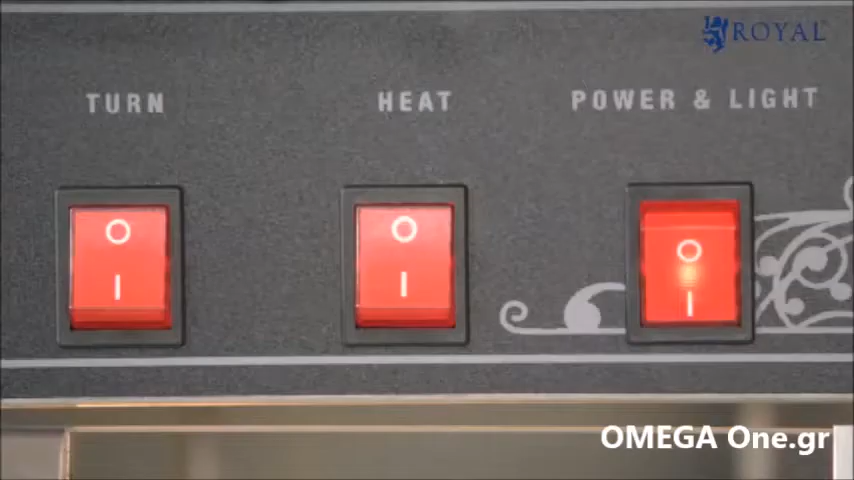 ROYAL
TURN
HEAT
POWER & LIGHT
OMEGA One.gr